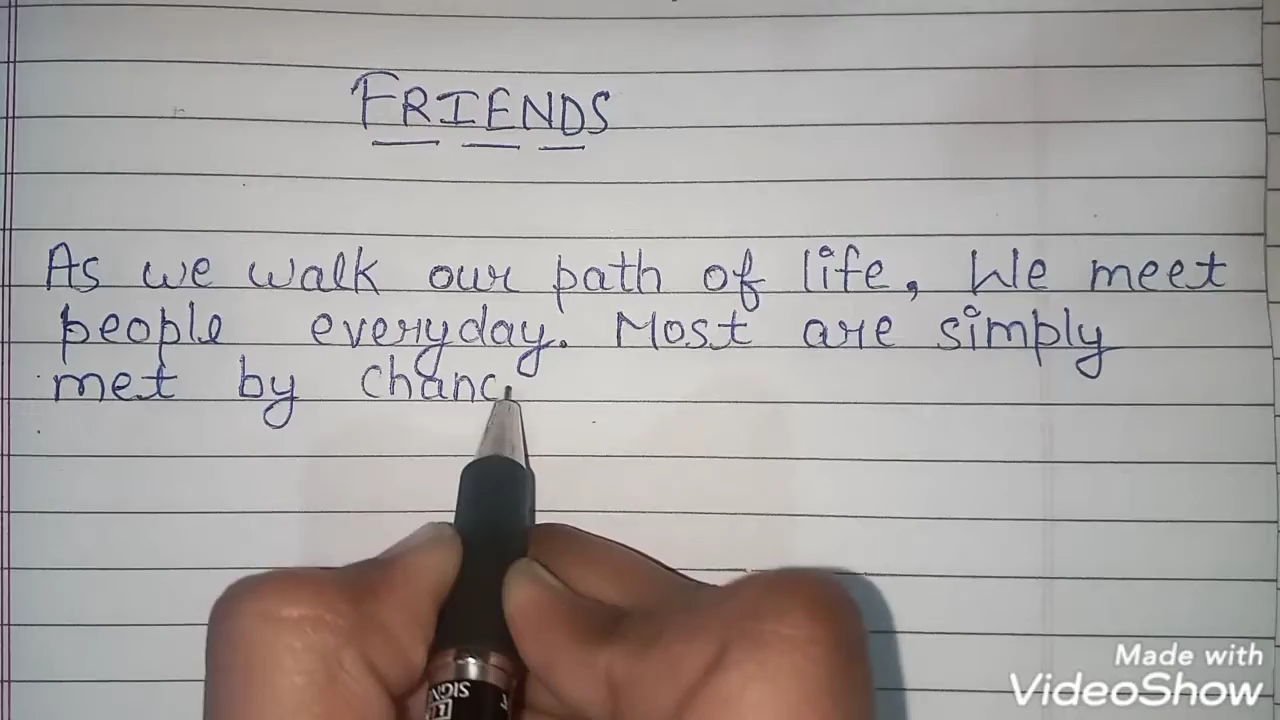 FRIENDS
As we walk our path of life, We meet
people everyday. Most are simply
met by chanc
SIGN
Made with
VideoShow